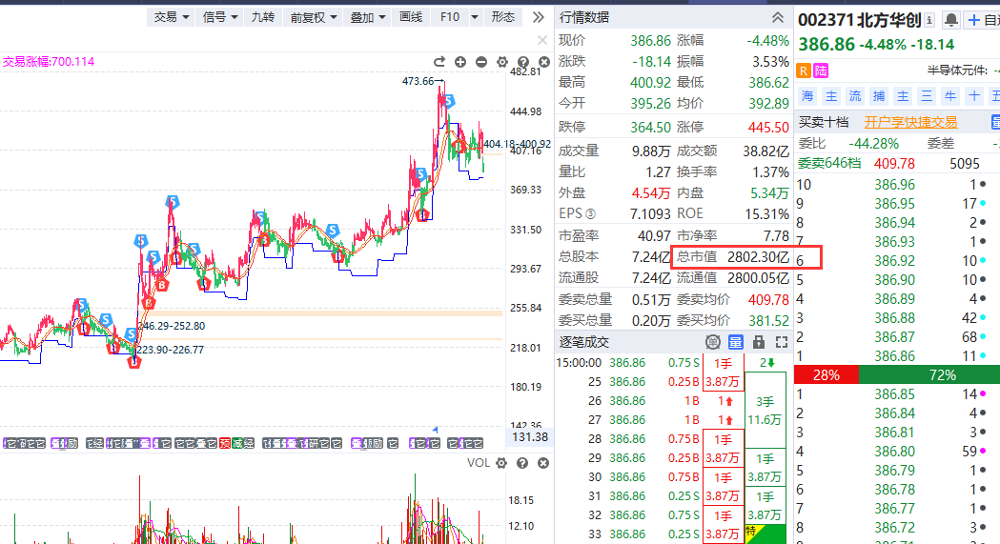 交易 信号 九转 前复权 叠加 画线 F10 形态
行情数据
002371北方华创 自
386.86 -4.48% -18.14
交易涨幅:700.114
482.81
473.66
444.98
404.18-400.92
407.16
369.33
331.50
293.67
255.84
246.29-252.80
223.90-226.77
218.01
180.19
142.36
131.38
VOL
18.15
12.10
现价 386.86 涨幅 -4.48%
涨跌 -18.14 振幅 3.53%
最高 400.92 最低 386.62
今开 395.26 均价 392.89
跌停 364.50 涨停 445.50
成交量 9.88万 成交额 38.82亿
量比 1.27 换手率 1.37%
外盘 4.54万 内盘 5.34万
EPS③ 7.1093 ROE 15.31%
市盈率 40.97 市净率 7.78
总股本 7.24亿 总市值 2802.30亿
流通股 7.24亿 流通值 2800.05亿
委卖总量 0.51万 委卖均价 409.78
委买总量 0.20万 委买均价 381.52
逐笔成交 单 量
15:00:00 386.86 0.75S 1手 2
25 386.86 0.25B 3.87万
26 386.86 1B 1 3手
27 386.86 1B 1 11.6万
28 386.86 0.75B 1手
29 386.86 0.25B 3.87万 1手
30 386.86 0.75B 1手 3.87万
31 386.86 0.25S 3.87万 1手
32 386.86 0.75S 1手 3.87万
33 386.86 0.25B 3.87万 特
R 陆 半导体元件:
海 主 流 捕 主 三 牛 十 五
买卖十档 开户享快捷交易 量
委比 -44.28% 委差
委卖646档 409.78 5095
10 386.96 1
9 386.95 17
8 386.94 2
7 386.93 1
6 386.92 10
5 386.90 10
4 386.89 4
3 386.88 42
2 386.87 68
1 386.86 11
28% 72%
1 386.85 14
2 386.84 4
3 386.81 3
4 386.80 59
5 386.79 1
6 386.78 1
7 386.77 1
8 386.72 3